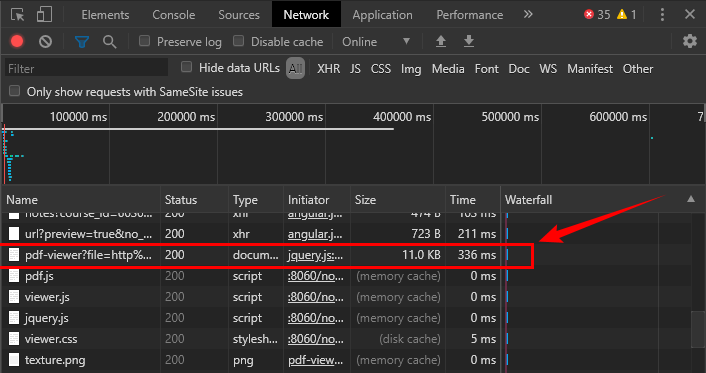 Elements Console Sources Network Application Performance » 35 1
Preserve log Disable cache Online
Filter Hide data URLs All XHR JS CSS Img Media Font Doc WS Manifest Other
Only show requests with SameSite issues
100000 ms 200000 ms 300000 ms 400000 ms 500000 ms 600000 ms 7
Name Status Type Initiator Size Time Waterfall
notes?course_id=6030... 200 xhr angular.j... 474 B 163 ms
url?preview=true&no_... 200 xhr angular.j... 723 B 211 ms
pdf-viewer?file=http%... 200 docum... jquery.js: 11.0 KB 336 ms
pdf.js 200 script :8060/no... (memory cache) 0 ms
viewer.js 200 script :8060/no... (memory cache) 0 ms
jquery.js 200 script :8060/no... (memory cache) 0 ms
viewer.css 200 stylesh... :8060/no... (disk cache) 5 ms
texture.png 200 png pdf-view... (memory cache) 0 ms